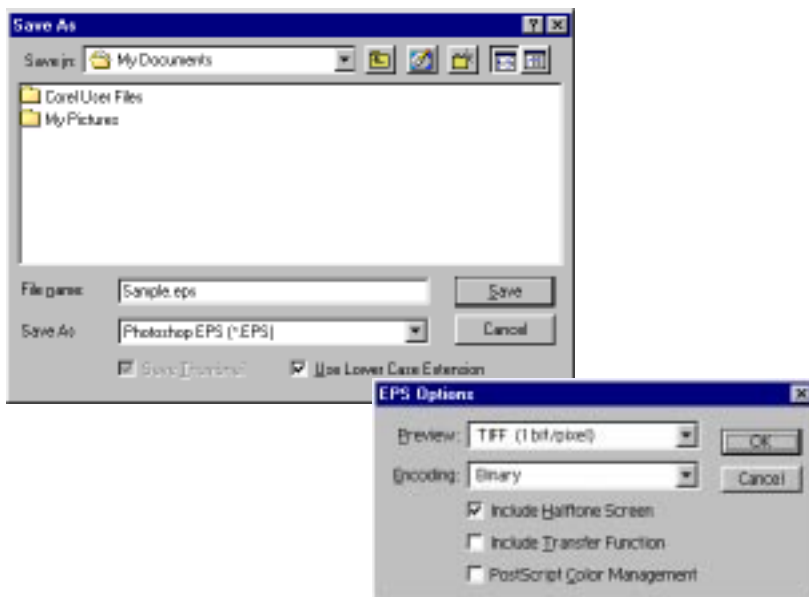 Save As
Save in: My Documents
Corel User Files
My Pictures
File name: Sample.eps Save
Save As Photoshop EPS (*.EPS) Cancel
Save Thumbnail Use Lower Case Extension
EPS Options
Preview: TIFF (1 bit/pixel) OK
Encoding: Binary Cancel
Include Halftone Screen
Include Transfer Function
PostScript Color Management